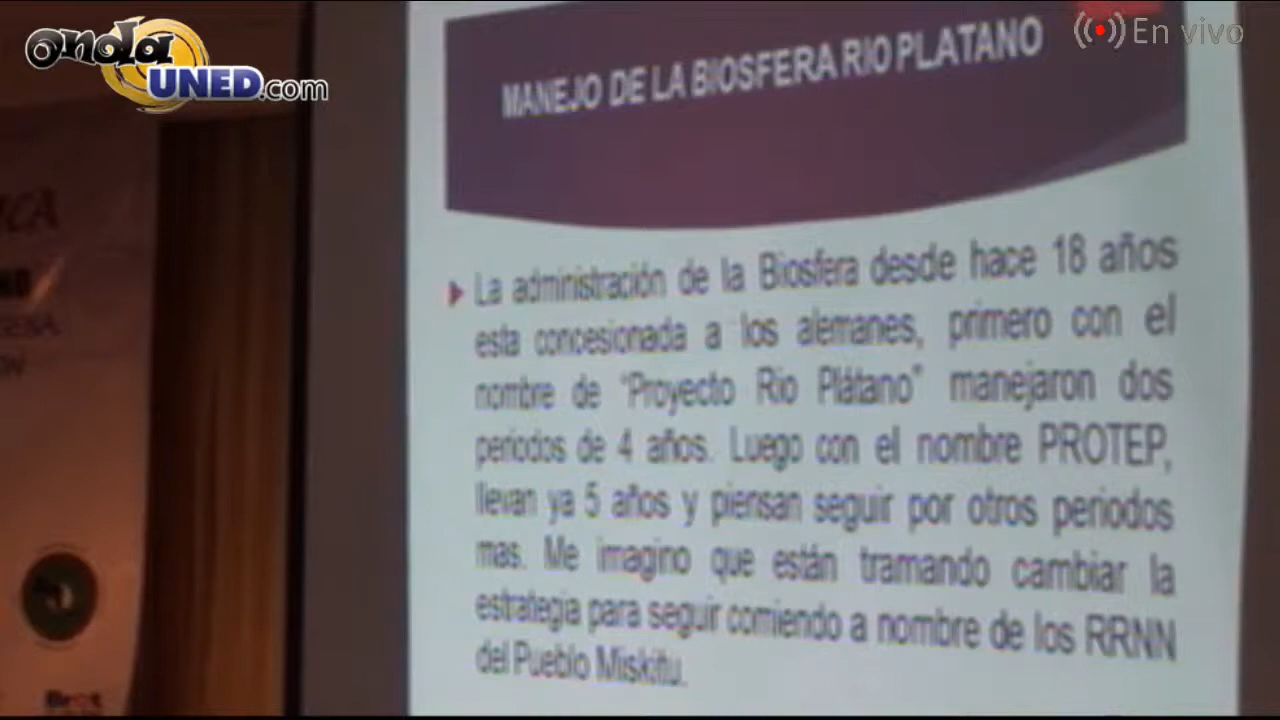 onda
UNED.com
En vivo
MANEJO DE LA BIOSFERA RIO PLATANO
La administración de la Biosfera desde hace 18 años
esta concesionada a los alemanes, primero con el
nombre de "Proyecto Rio Plátano" manejaron dos
periodos de 4 años. Luego con el nombre PROTEP,
llevan ya 5 años y piensan seguir por otros periodos
mas. Me imagino que están tramando cambiar la
estrategia para seguir comiendo a nombre de los RRNN
del Pueblo Miskitu.